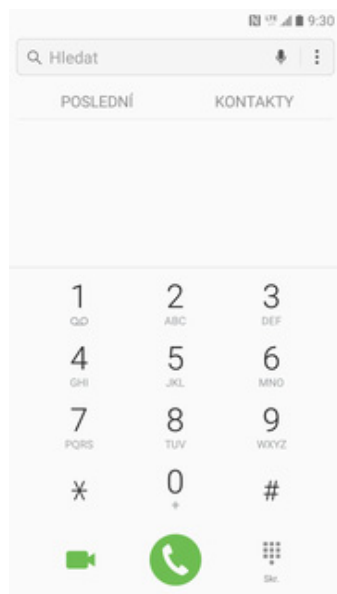 9:30
Hledat
POSLEDNÍ KONTAKTY
1 2 3
ABC DEF
4 5 6
GHI JKL MNO
7 8 9
PQRS TUV WXYZ
* 0 #
+
Skr.